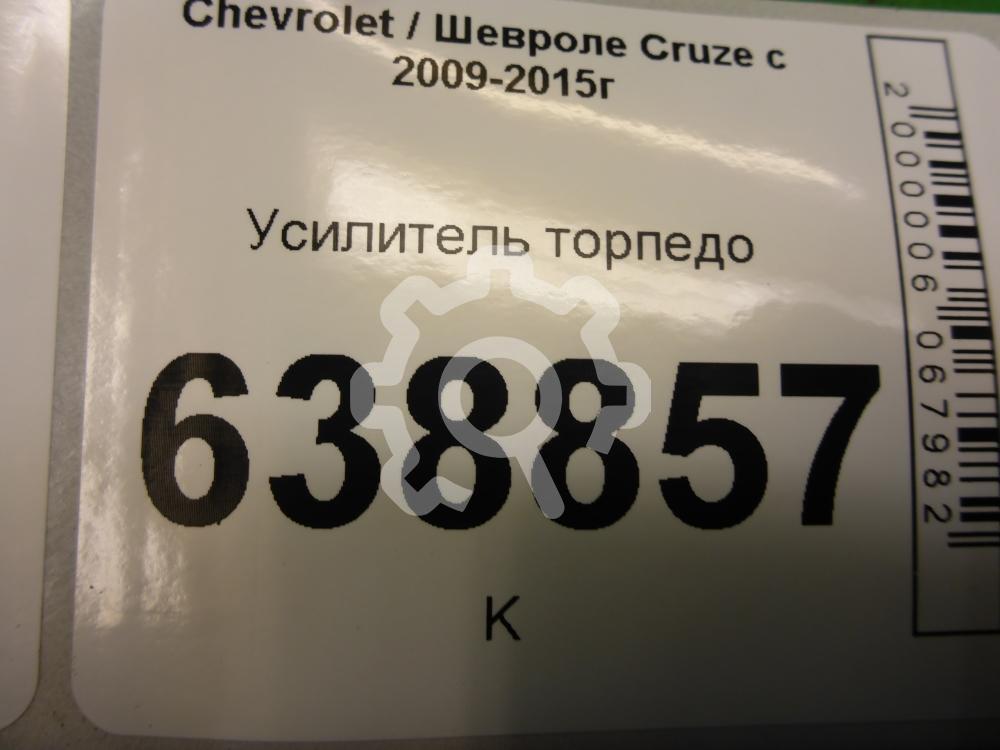 Chevrolet / Шевроле Cruze с
2009-2015г
Усилитель торпедо
638857
К
2000006067982